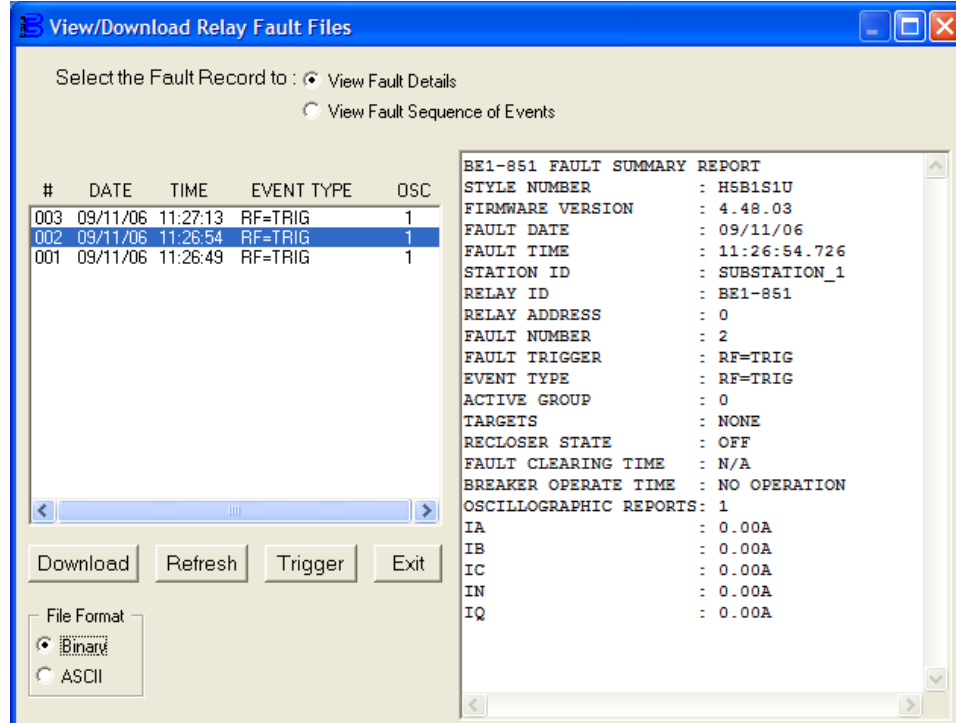 View/Download Relay Fault Files
Select the Fault Record to :
View Fault Details
View Fault Sequence of Events
# DATE TIME EVENT TYPE OSC
003 09/11/06 11:27:13 RF=TRIG 1
002 09/11/06 11:26:54 RF=TRIG 1
001 09/11/06 11:26:49 RF=TRIG 1
Download
Refresh
Trigger
Exit
File Format
Binary
ASCII
BE1-851 FAULT SUMMARY REPORT
STYLE NUMBER : H5B1S1U
FIRMWARE VERSION : 4.48.03
FAULT DATE : 09/11/06
FAULT TIME : 11:26:54.726
STATION ID : SUBSTATION_1
RELAY ID : BE1-851
RELAY ADDRESS : 0
FAULT NUMBER : 2
FAULT TRIGGER : RF=TRIG
EVENT TYPE : RF=TRIG
ACTIVE GROUP : 0
TARGETS : NONE
RECLOSER STATE : OFF
FAULT CLEARING TIME : N/A
BREAKER OPERATE TIME : NO OPERATION
OSCILLOGRAPHIC REPORTS: 1
IA : 0.00A
IB : 0.00A
IC : 0.00A
IN : 0.00A
IQ : 0.00A